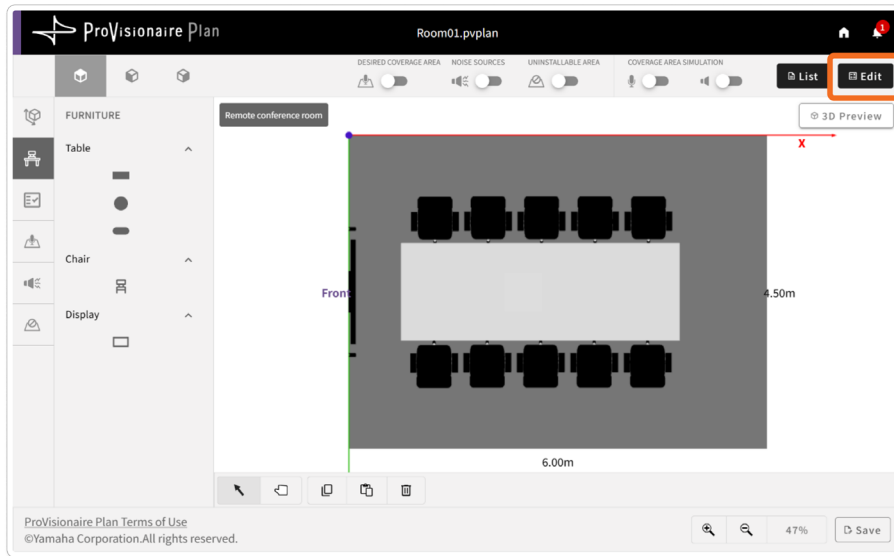 ProVisionaire Plan
Room01.pvplan
1
DESIRED COVERAGE AREA
NOISE SOURCES
UNINSTALLABLE AREA
COVERAGE AREA SIMULATION
List
Edit
FURNITURE
Remote conference room
3D Preview
Table
X
Chair
Front
4.50m
Display
6.00m
ProVisionaire Plan Terms of Use
©Yamaha Corporation.All rights reserved.
47%
Save